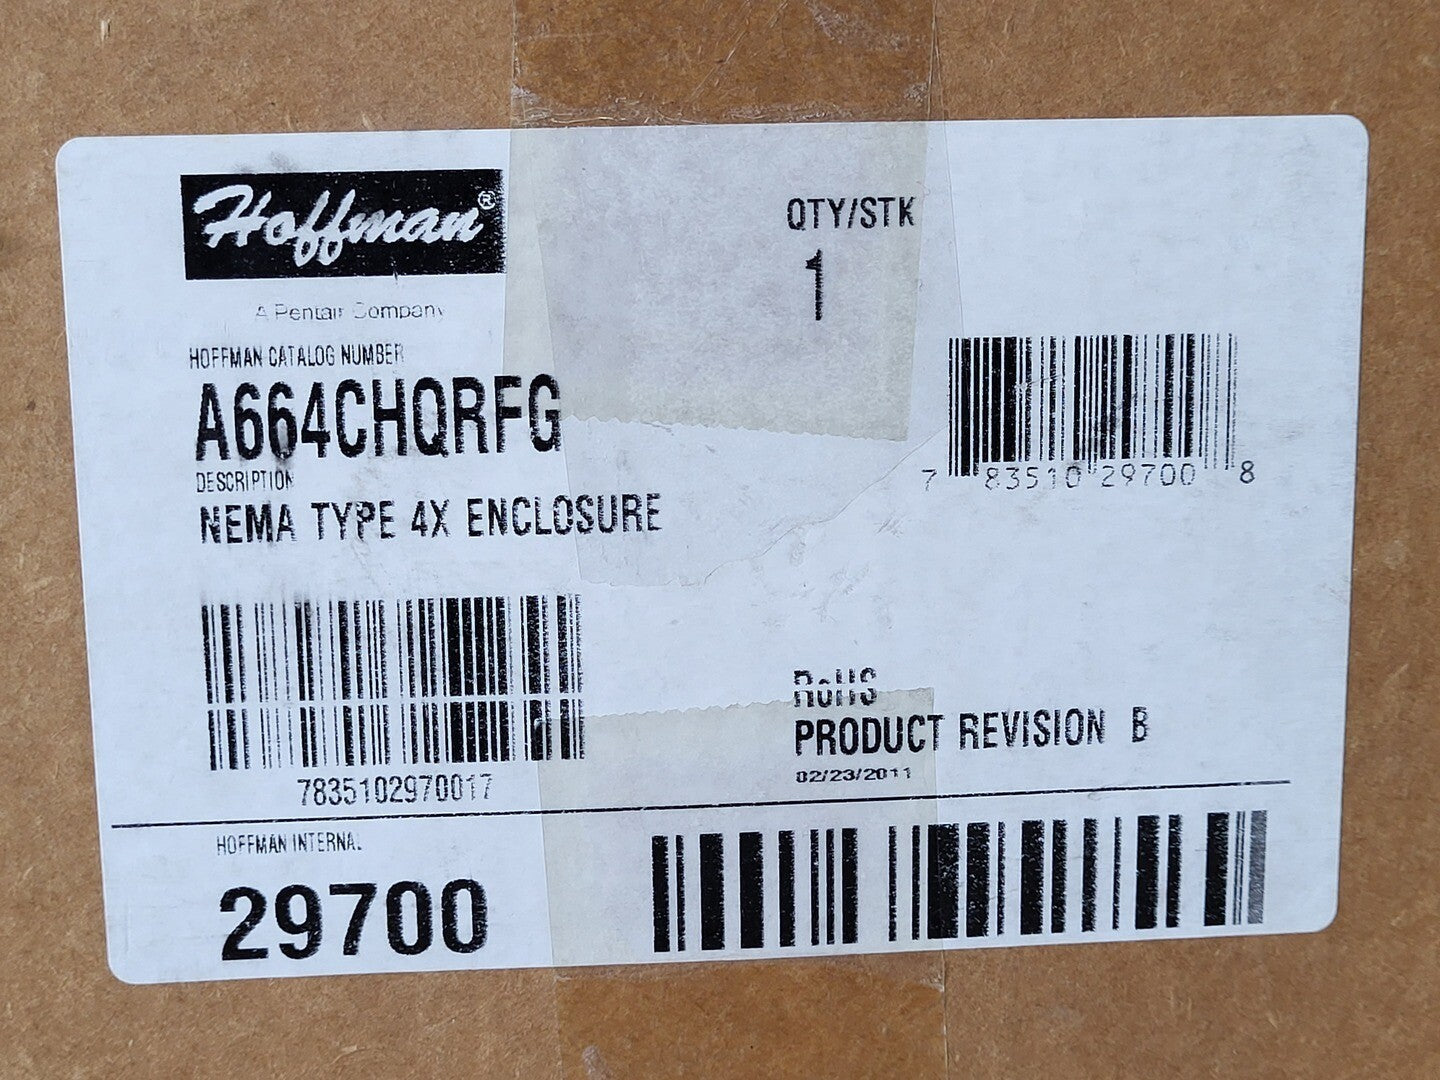 Hoffman®
A Pentair Company
QTY/STK
1
HOFFMAN CATALOG NUMBER
A664CHQRFG
DESCRIPTION
NEMA TYPE 4X ENCLOSURE
7 83510 29700 8
7835102970017
RoHS
PRODUCT REVISION B
02/23/2011
HOFFMAN INTERNAL
29700